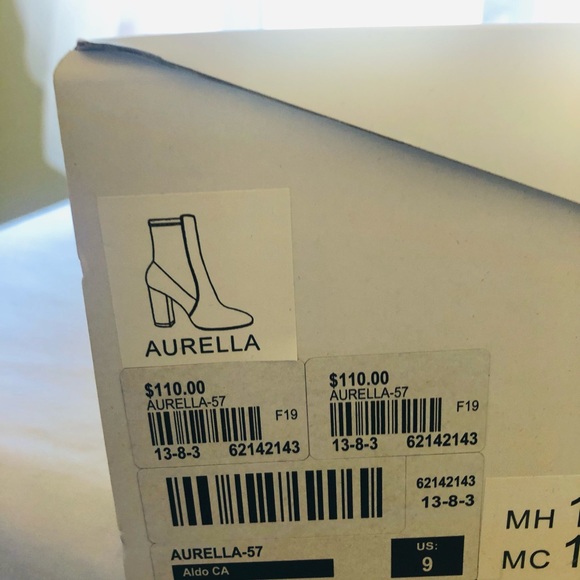 AURELLA
$110.00
AURELLA-57
F19
13-8-3 62142143
$110.00
AURELLA-57
F19
13-8-3 62142143
62142143
13-8-3
AURELLA-57
Aldo CA
US:
9
MH
MC